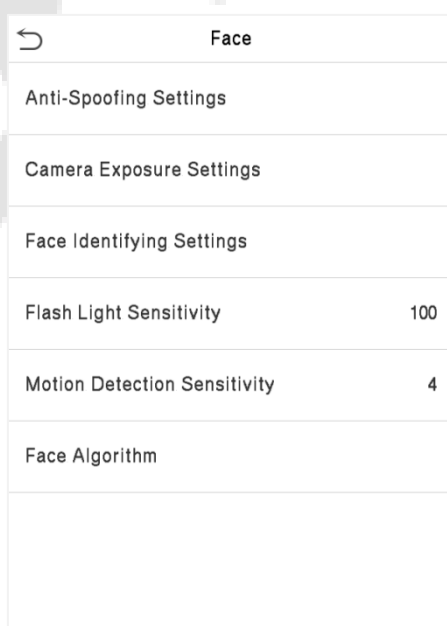 Face
Anti-Spoofing Settings
Camera Exposure Settings
Face Identifying Settings
Flash Light Sensitivity 100
Motion Detection Sensitivity 4
Face Algorithm